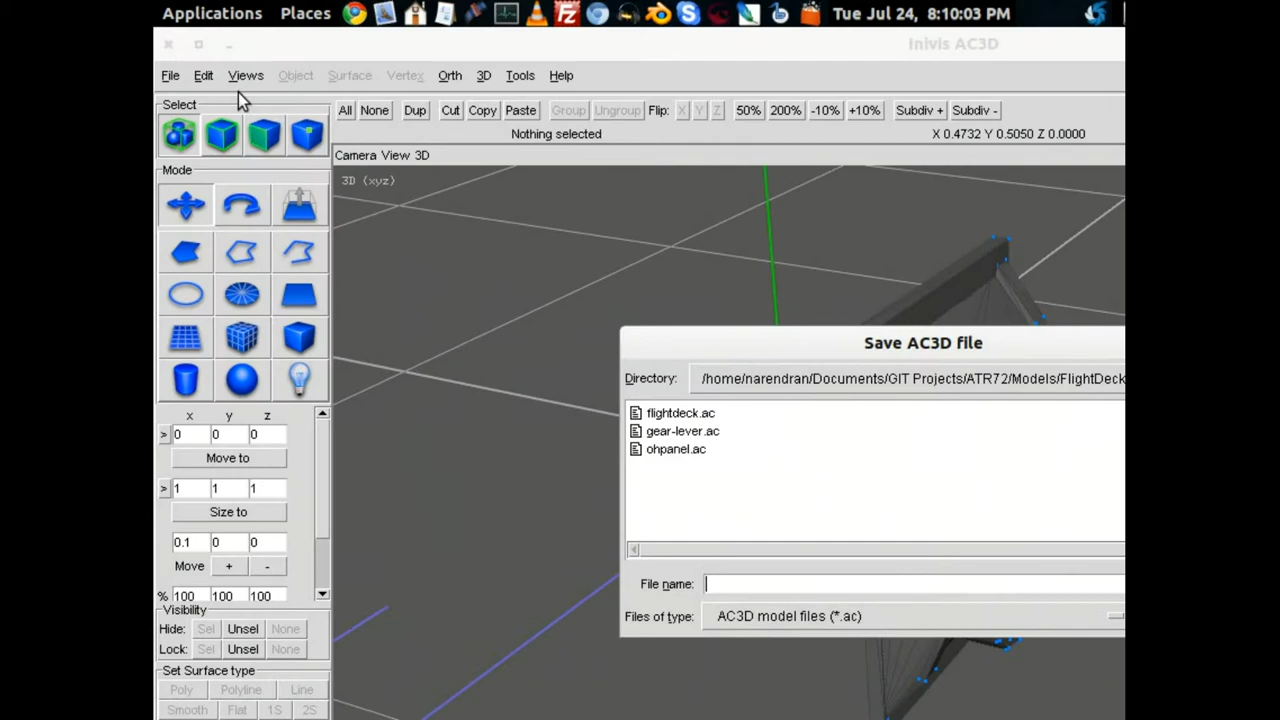 Applications Places Tue Jul 24, 8:10:03 PM
Inivis AC3D
File Edit Views Object Surface Vertex Orth 3D Tools Help
Select
All None Dup Cut Copy Paste Group Ungroup Flip: X Y Z 50% 200% -10% +10% Subdiv + Subdiv -
Nothing selected
X 0.4732 Y 0.5050 Z 0.0000
Camera View 3D
Mode
3D (xyz)
Save AC3D file
Directory: /home/narendran/Documents/GIT Projects/ATR72/Models/FlightDeck
flightdeck.ac
gear-lever.ac
ohpanel.ac
File name:
Files of type: AC3D model files (*.ac)
x y z
> 0 0 0
Move to
> 1 1 1
Size to
0.1 0 0
Move + -
% 100 100 100
Visibility
Hide: Sel Unsel None
Lock: Sel Unsel None
Set Surface type
Poly Polyline Line
Smooth Flat 1S 2S